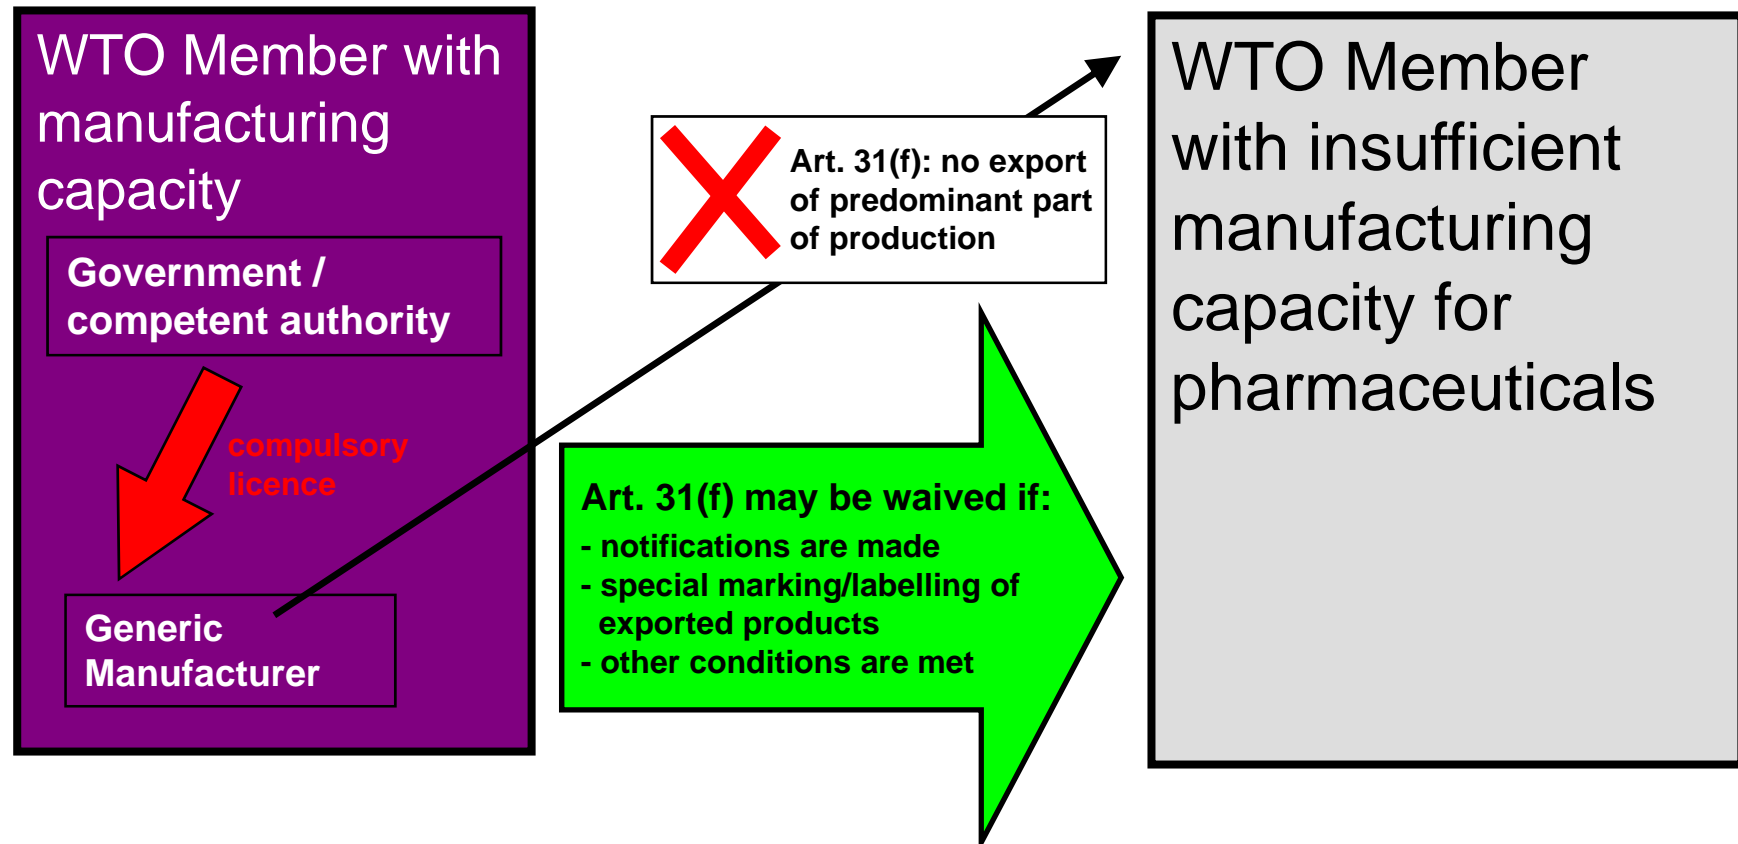 WTO Member with
manufacturing
capacity
Government /
competent authority
compulsory
licence
Generic
Manufacturer
Art. 31(f): no export
of predominant part
of production
Art. 31(f) may be waived if:
- notifications are made
- special marking/labelling of
exported products
- other conditions are met
WTO Member
with insufficient
manufacturing
capacity for
pharmaceuticals